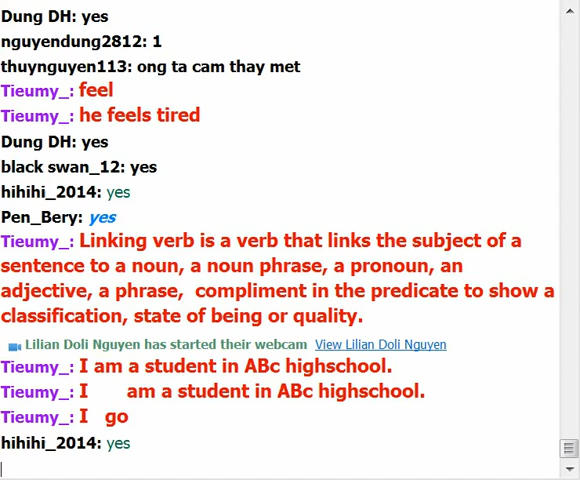 Dung DH: yes
nguyendung2812: 1
thuynguyen113: ong ta cam thay met
Tieumy_: feel
Tieumy_: he feels tired
Dung DH: yes
black swan_12: yes
hihihi_2014: yes
Pen_Bery: yes
Tieumy_: Linking verb is a verb that links the subject of a
sentence to a noun, a noun phrase, a pronoun, an
adjective, a phrase,  compliment in the predicate to show a
classification, state of being or quality.
Lilian Doli Nguyen has started their webcam   View Lilian Doli Nguyen
Tieumy_: I am a student in ABc highschool.
Tieumy_: I      am a student in ABc highschool.
Tieumy_: I   go
hihihi_2014: yes